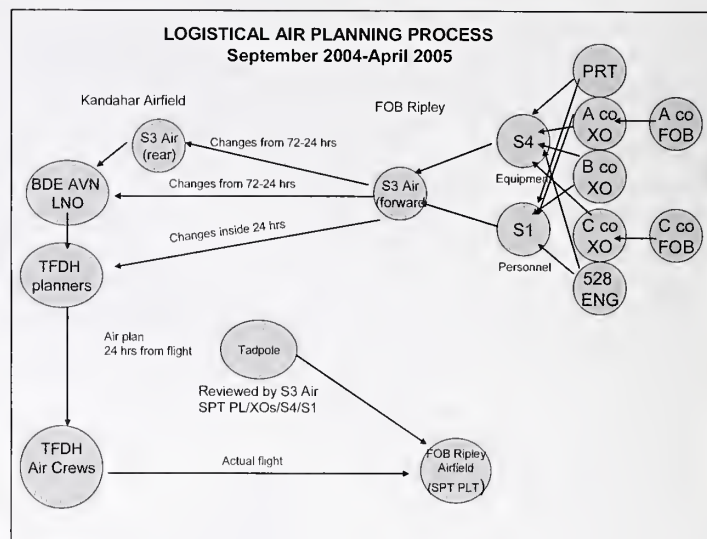 LOGISTICAL AIR PLANNING PROCESS
September 2004-April 2005
Kandahar Airfield
FOB Ripley
PRT
A co
XO
A co
FOB
S3 Air
(rear)
Changes from 72-24 hrs
S4
Equipmen
B co
XO
BDE AVN
LNO
Changes from 72-24 hrs
S3 Air
(forward
Changes inside 24 hrs
S1
Personnel
C co
XO
C co
FOB
TFDH
planners
528
ENG
Air plan
24 hrs from flight
Tadpole
Reviewed by S3 Air
SPT PL/XOs/S4/S1
TFDH
Air Crews
Actual flight
FOB Ripley
Airfield
(SPT PLT)